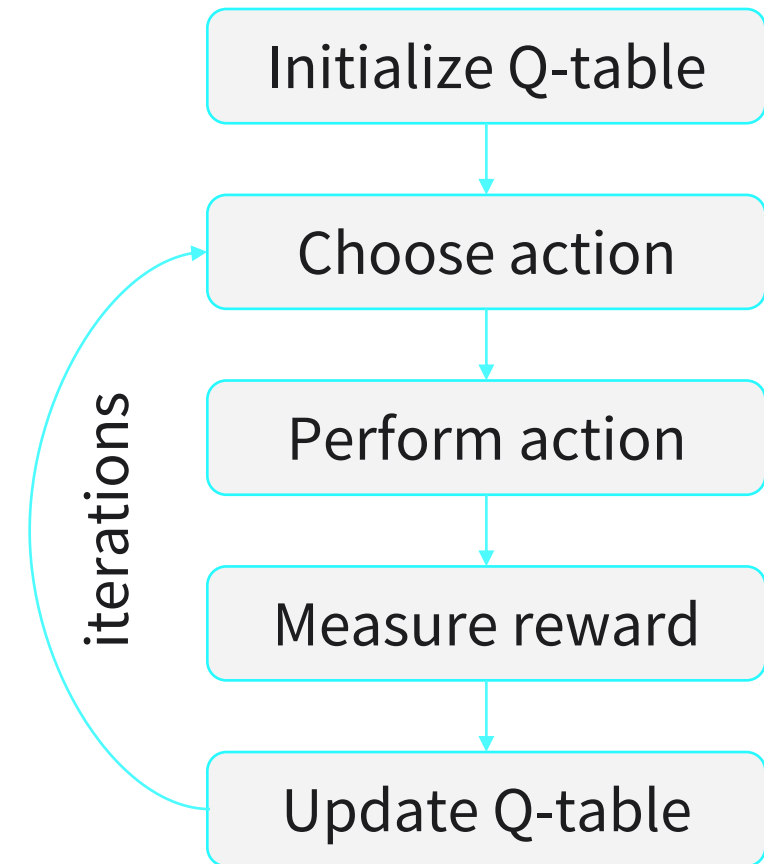 Initialize Q-table
Choose action
Perform action
iterations
Measure reward
Update Q-table